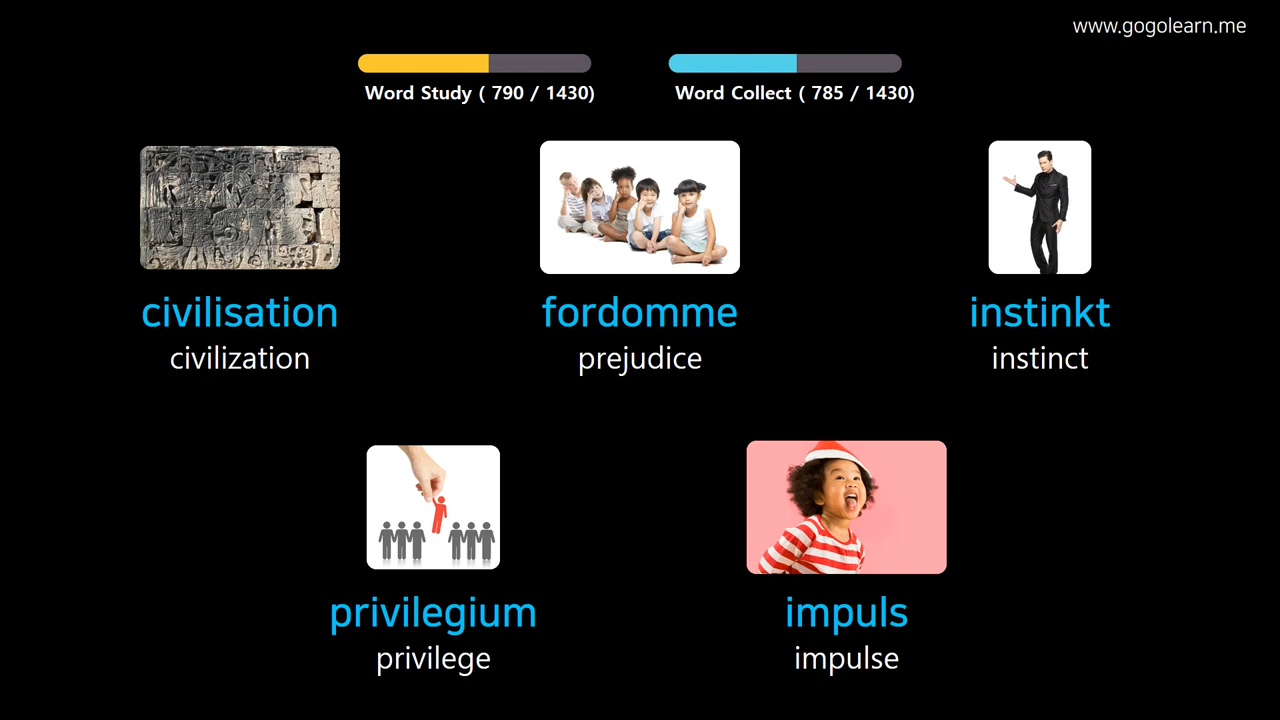 www.gogolearn.me
Word Study ( 790 / 1430)
Word Collect ( 785 / 1430)
civilisation
civilization
fordomme
prejudice
instinkt
instinct
privilegium
privilege
impuls
impulse